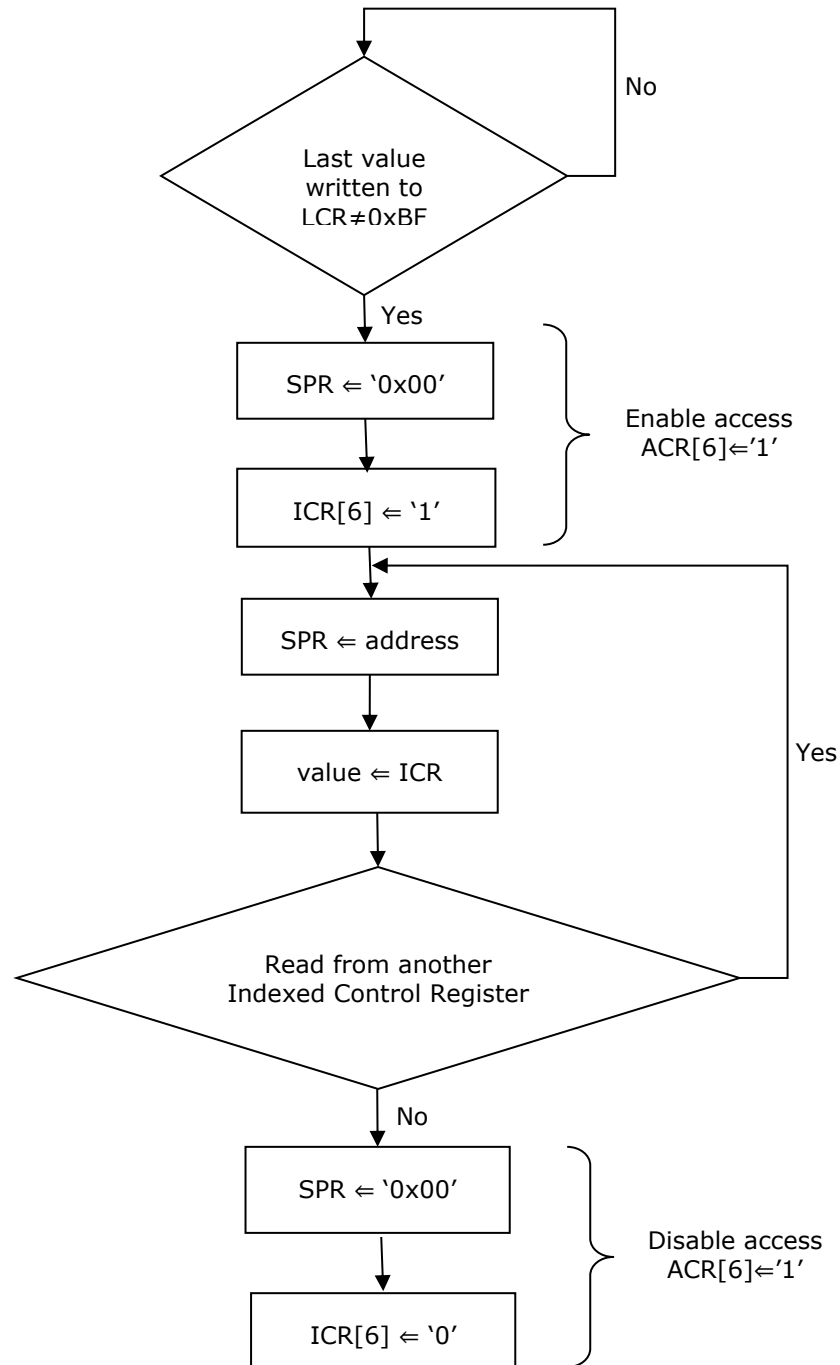 No
Last value
written to
LCR≠0xBF
Yes
SPR ⇐ ‘0x00’
Enable access
ACR[6]⇐’1’
ICR[6] ⇐ ‘1’
SPR ⇐ address
value ⇐ ICR
Yes
Read from another
Indexed Control Register
No
SPR ⇐ ‘0x00’
Disable access
ACR[6]⇐’1’
ICR[6] ⇐ ‘0’